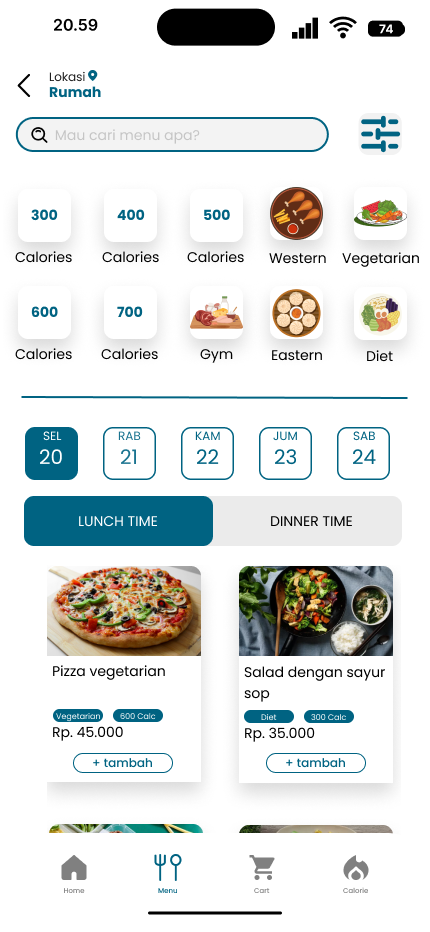 20.59
74
Lokasi
Rumah
Mau cari menu apa?
300
400
500
Calories
Calories
Calories
Western
Vegetarian
600
700
Calories
Calories
Gym
Eastern
Diet
SEL
RAB
KAM
JUM
SAB
20
21
22
23
24
LUNCH TIME
DINNER TIME
Pizza vegetarian
Vegetarian
600 Calc
Rp. 45.000
+ tambah
Salad dengan sayur
sop
Diet
300 Calc
Rp. 35.000
+ tambah
Home
Menu
Cart
Calorie